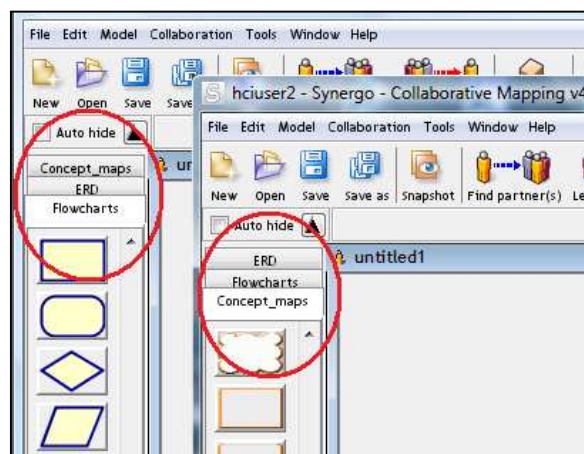 File Edit Model Collaboration Tools Window Help
New Open Save Save
Auto hide
Concept_maps
ERD
Flowcharts
hciuser2 - Synergo - Collaborative Mapping v4
File Edit Model Collaboration Tools Window Help
New Open Save Save as Snapshot Find partner(s)
Auto hide
ERD
Flowcharts
Concept_maps
untitled1